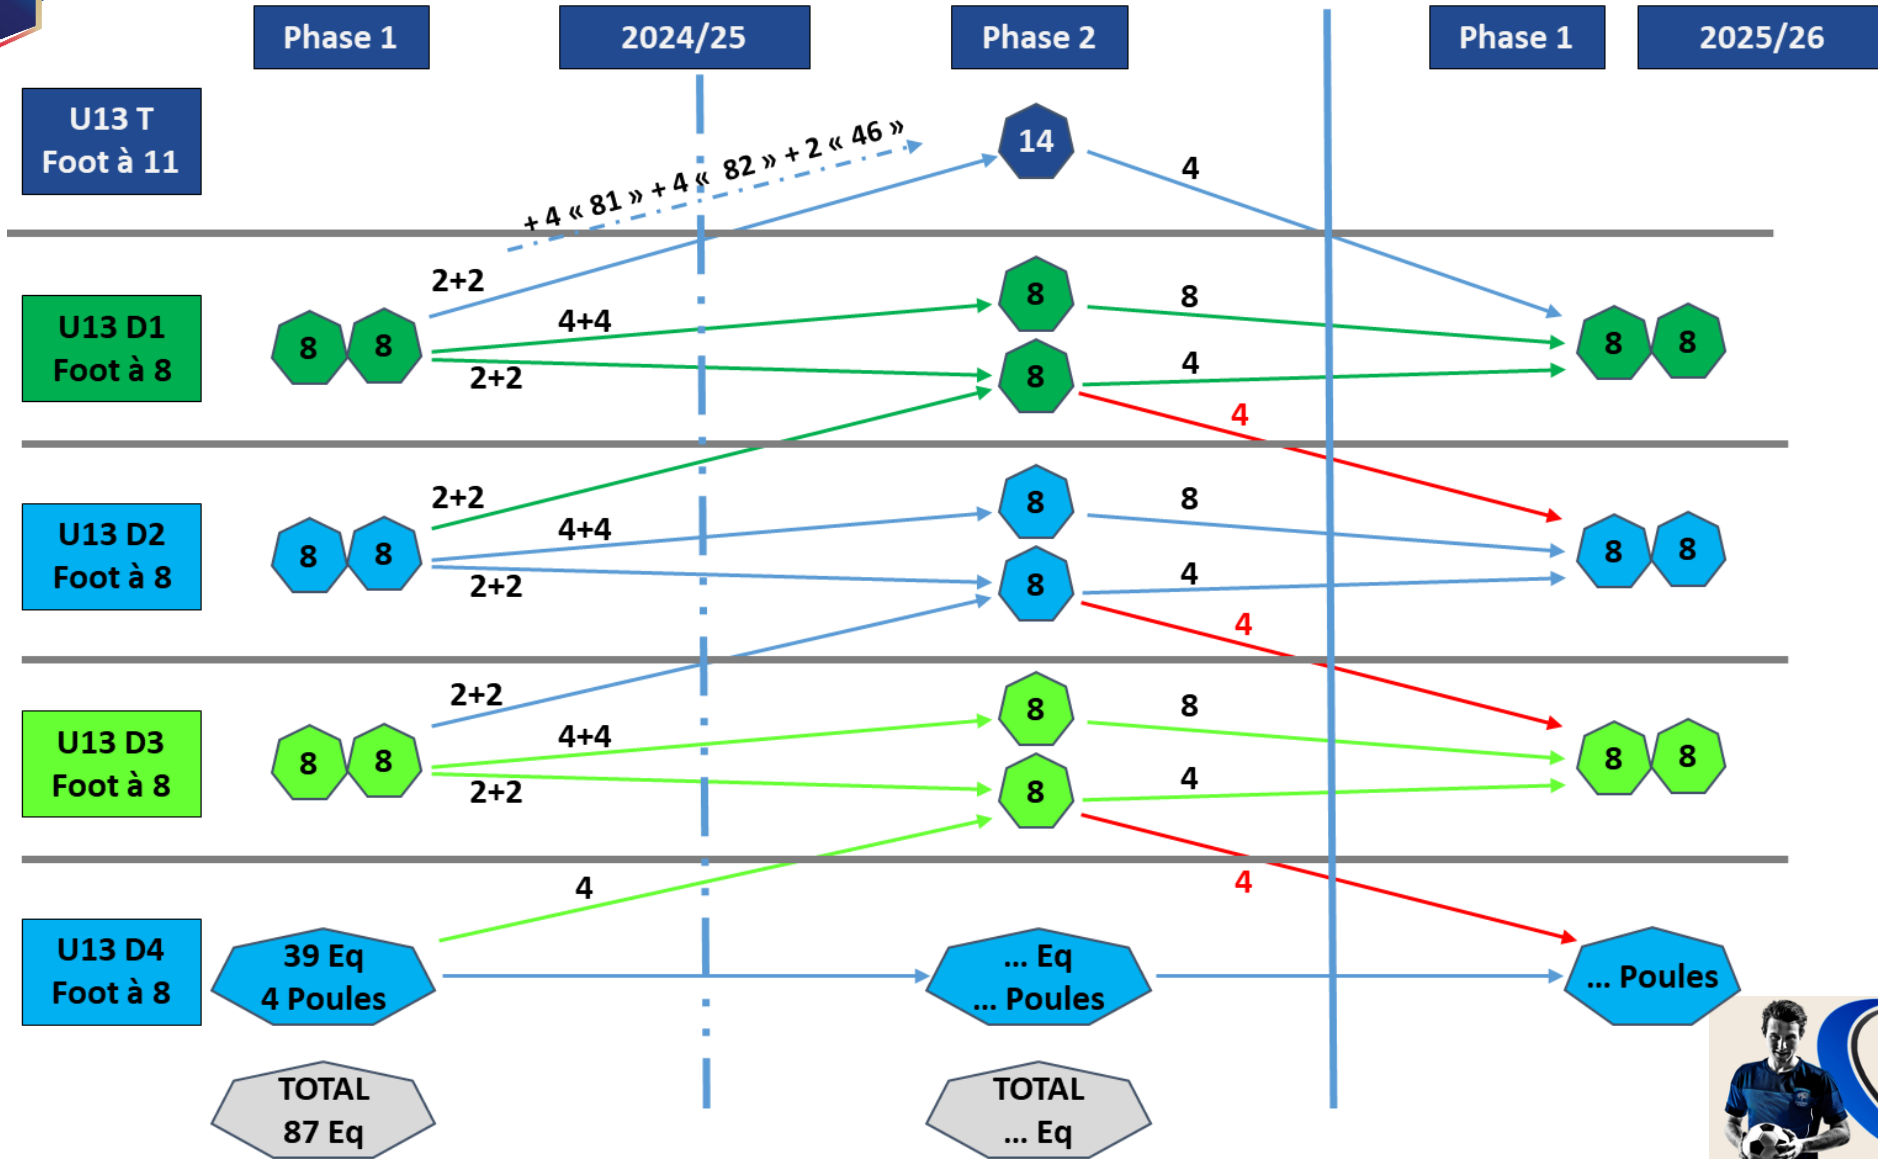 Phase 1
2024/25
Phase 2
Phase 1
2025/26
U13 T
Foot à 11
+ 4 « 81 » + 4 « 82 » + 2 « 46 »
14
4
2+2
U13 D1
Foot à 8
8
8
4+4
2+2
8
8
8
4
4
8
8
2+2
U13 D2
Foot à 8
8
8
4+4
2+2
8
8
8
4
4
8
8
2+2
U13 D3
Foot à 8
8
8
4+4
2+2
8
8
8
4
4
8
8
4
U13 D4
Foot à 8
39 Eq
4 Poules
... Eq
... Poules
... Poules
TOTAL
87 Eq
TOTAL
... Eq